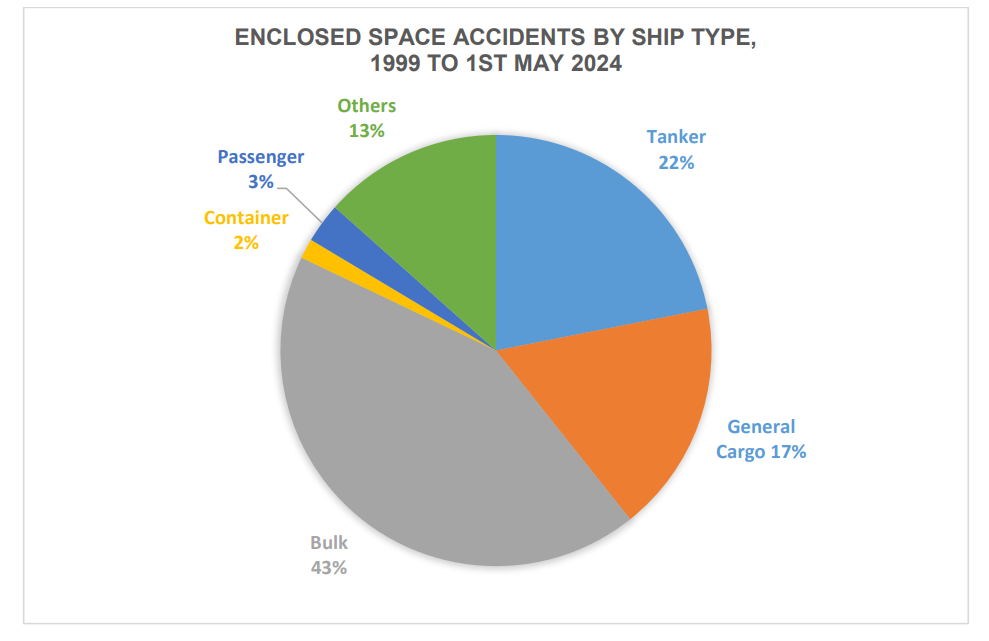 ENCLOSED SPACE ACCIDENTS BY SHIP TYPE,
1999 TO 1ST MAY 2024
Others
13%
Tanker
22%
Passenger
3%
Container
2%
General
Cargo 17%
Bulk
43%